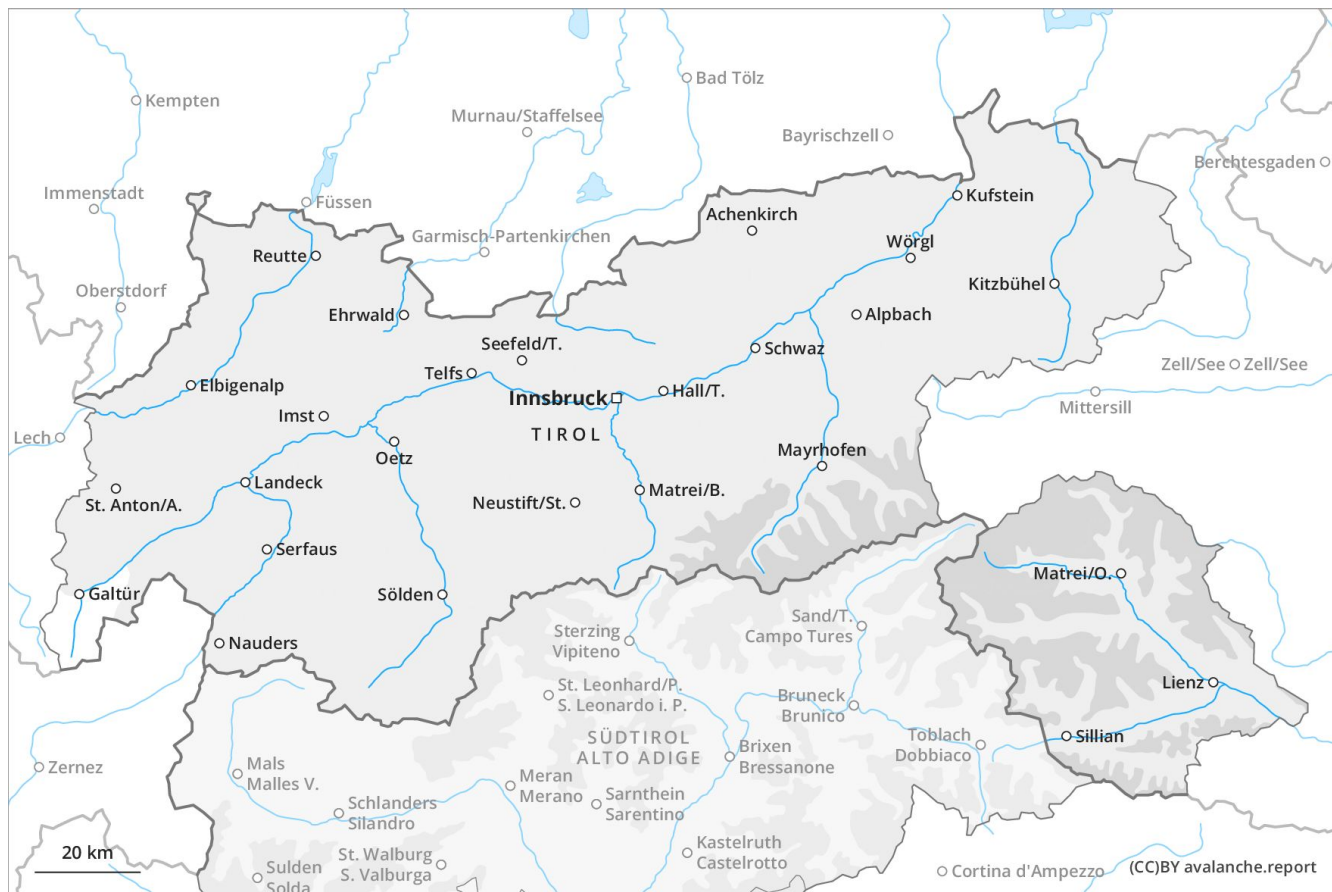 Bad Tölz
Kempten
Murnau/Staffelsee
Bayrischzell
Berchtesgaden
Immenstadt
Füssen
Kufstein
Achenkirch
Garmisch-Partenkirchen
Wörgl
Reutte
Kitzbühel
Oberstdorf
Ehrwald
Alpbach
Seefeld/T.
Schwaz
Zell/See
Zell/See
Telfs
Elbigenalp
Innsbruck
Hall/T.
Mittersill
Imst
TIROL
Lech
Oetz
Mayrhofen
Landeck
Matrei/B.
St. Anton/A.
Neustift/St.
Serfaus
Matrei/O.
Galtür
Sölden
Sand/T.
Campo Tures
Sterzing
Vipiteno
Nauders
Lienz
St. Leonhard/P.
S. Leonardo i. P.
Bruneck
Brunico
SÜDTIROL
ALTO ADIGE
Toblach
Dobbiaco
Sillian
Brixen
Bressanone
Zernez
Mals
Malles V.
Meran
Merano
Sarnthein
Sarentino
Schlanders
Silandro
Kastelruth
Castelrotto
20 km
St. Walburg
S. Valburga
Sulden
Solda
Cortina d'Ampezzo
(CC)BY avalanche.report